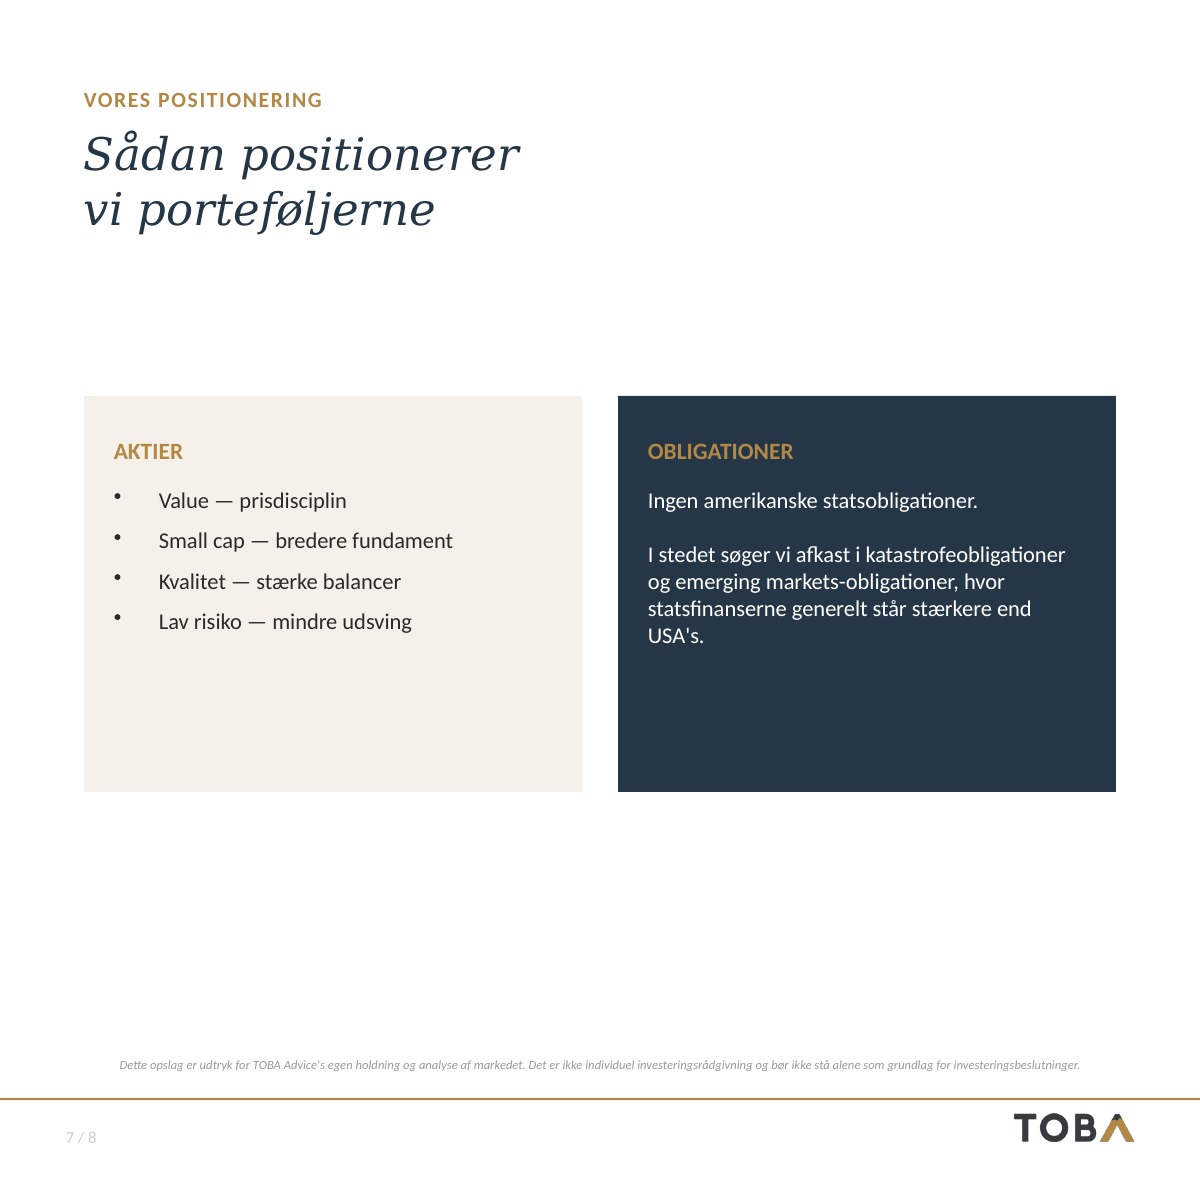 VORES POSITIONERING
Sådan positionerer
vi porteføljerne
AKTIER
• Value — prisdisciplin
• Small cap — bredere fundament
• Kvalitet — stærke balancer
• Lav risiko — mindre udsving
OBLIGATIONER
Ingen amerikanske statsobligationer.
I stedet søger vi afkast i katastrofeobligationer
og emerging markets-obligationer, hvor
statsfinanserne generelt står stærkere end
USA's.
Dette opslag er udtryk for TOBA Advice's egen holdning og analyse af markedet. Det er ikke individuel investeringsrådgivning og bør ikke stå alene som grundlag for investeringsbeslutninger.
7 / 8
TOBA